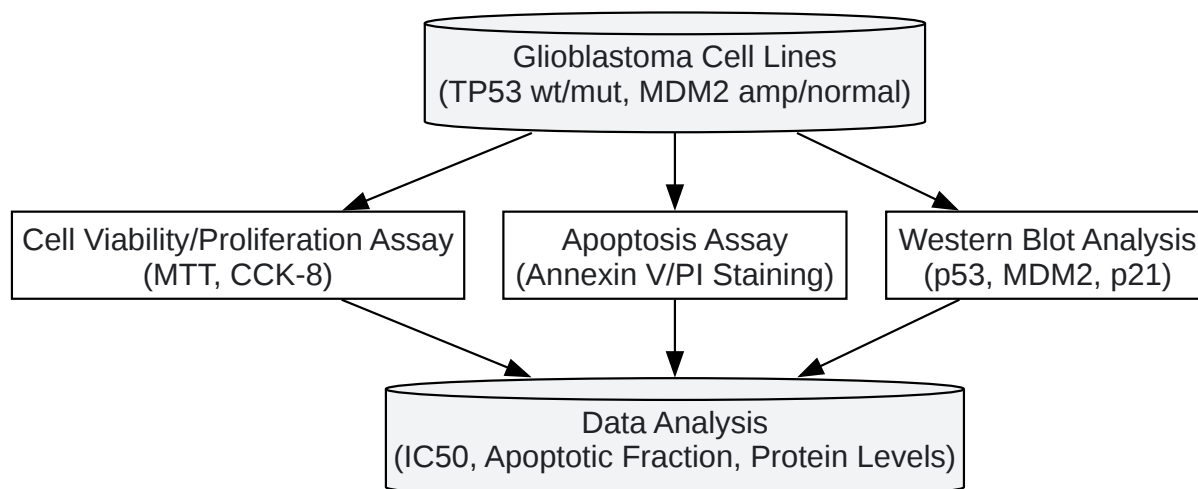 Glioblastoma Cell Lines
(TP53 wt/mut, MDM2 amp/normal)
Cell Viability/Proliferation Assay
(MTT, CCK-8)
Apoptosis Assay
(Annexin V/PI Staining)
Western Blot Analysis
(p53, MDM2, p21)
Data Analysis
(IC50, Apoptotic Fraction, Protein Levels)